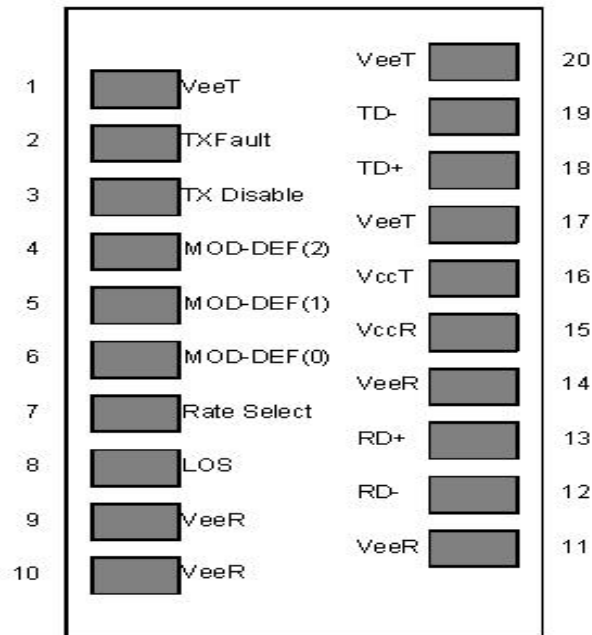 1 VeeT
2 TXFault
3 TX Disable
4 MOD-DEF(2)
5 MOD-DEF(1)
6 MOD-DEF(0)
7 Rate Select
8 LOS
9 VeeR
10 VeeR
VeeT 20
TD- 19
TD+ 18
VeeT 17
VccT 16
VccR 15
VeeR 14
RD+ 13
RD- 12
VeeR 11